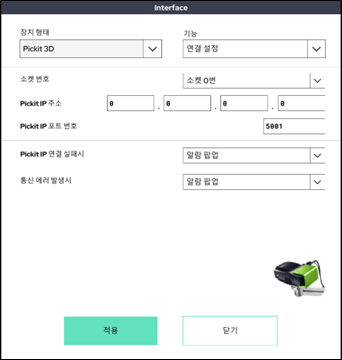 Interface
장치 형태 기능
Pickit 3D 연결 설정
소켓 번호 소켓 0번
Pickit IP 주소 0 . 0 . 0 . 0
Pickit IP 포트 번호 5001
Pickit IP 연결 실패시 알람 팝업
통신 에러 발생시 알람 팝업
적용 닫기